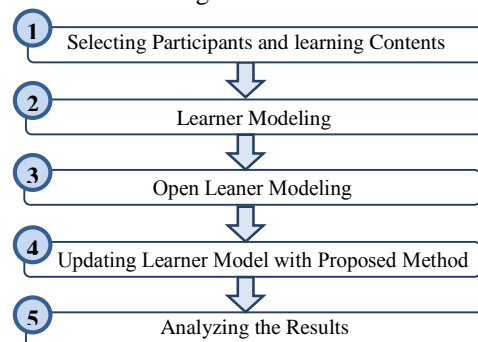 1
Selecting Participants and learning Contents
2
Learner Modeling
3
Open Leaner Modeling
4
Updating Learner Model with Proposed Method
5
Analyzing the Results